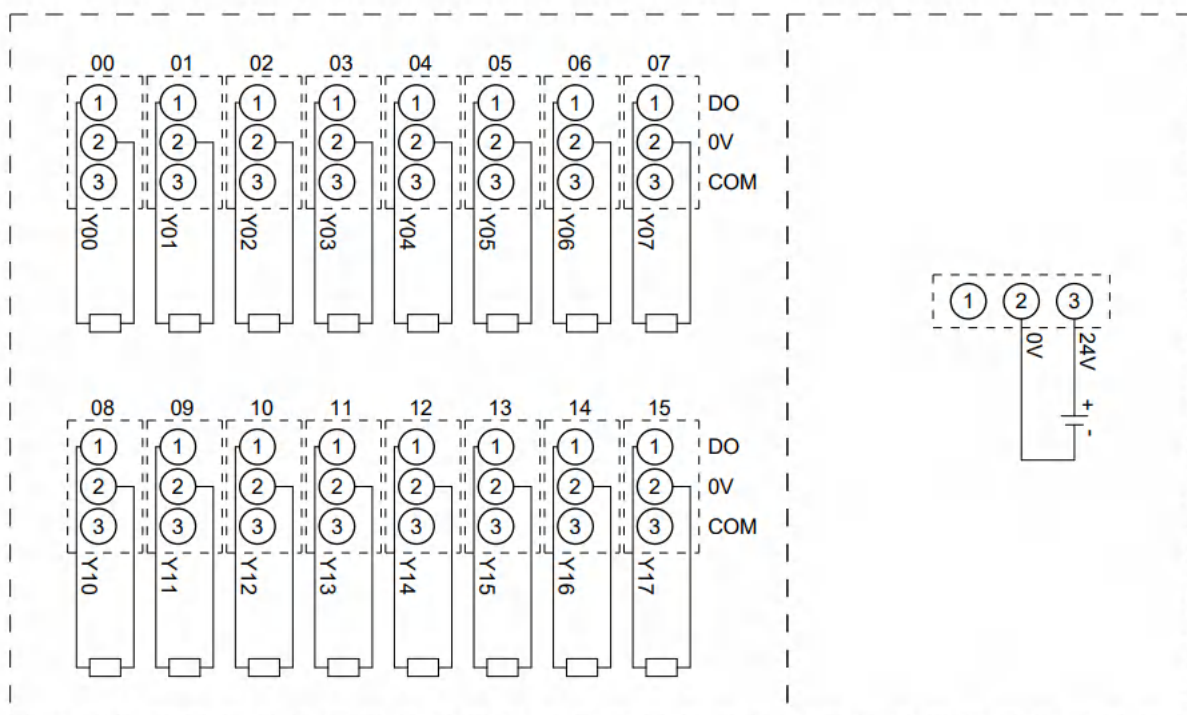 00 01 02 03 04 05 06 07
1 1 1 1 1 1 1 1 DO
2 2 2 2 2 2 2 2 0V
3 3 3 3 3 3 3 3 COM
Y00 Y01 Y02 Y03 Y04 Y05 Y06 Y07
08 09 10 11 12 13 14 15
1 1 1 1 1 1 1 1 DO
2 2 2 2 2 2 2 2 0V
3 3 3 3 3 3 3 3 COM
Y10 Y11 Y12 Y13 Y14 Y15 Y16 Y17
1 2 3
0V 24V
+
-